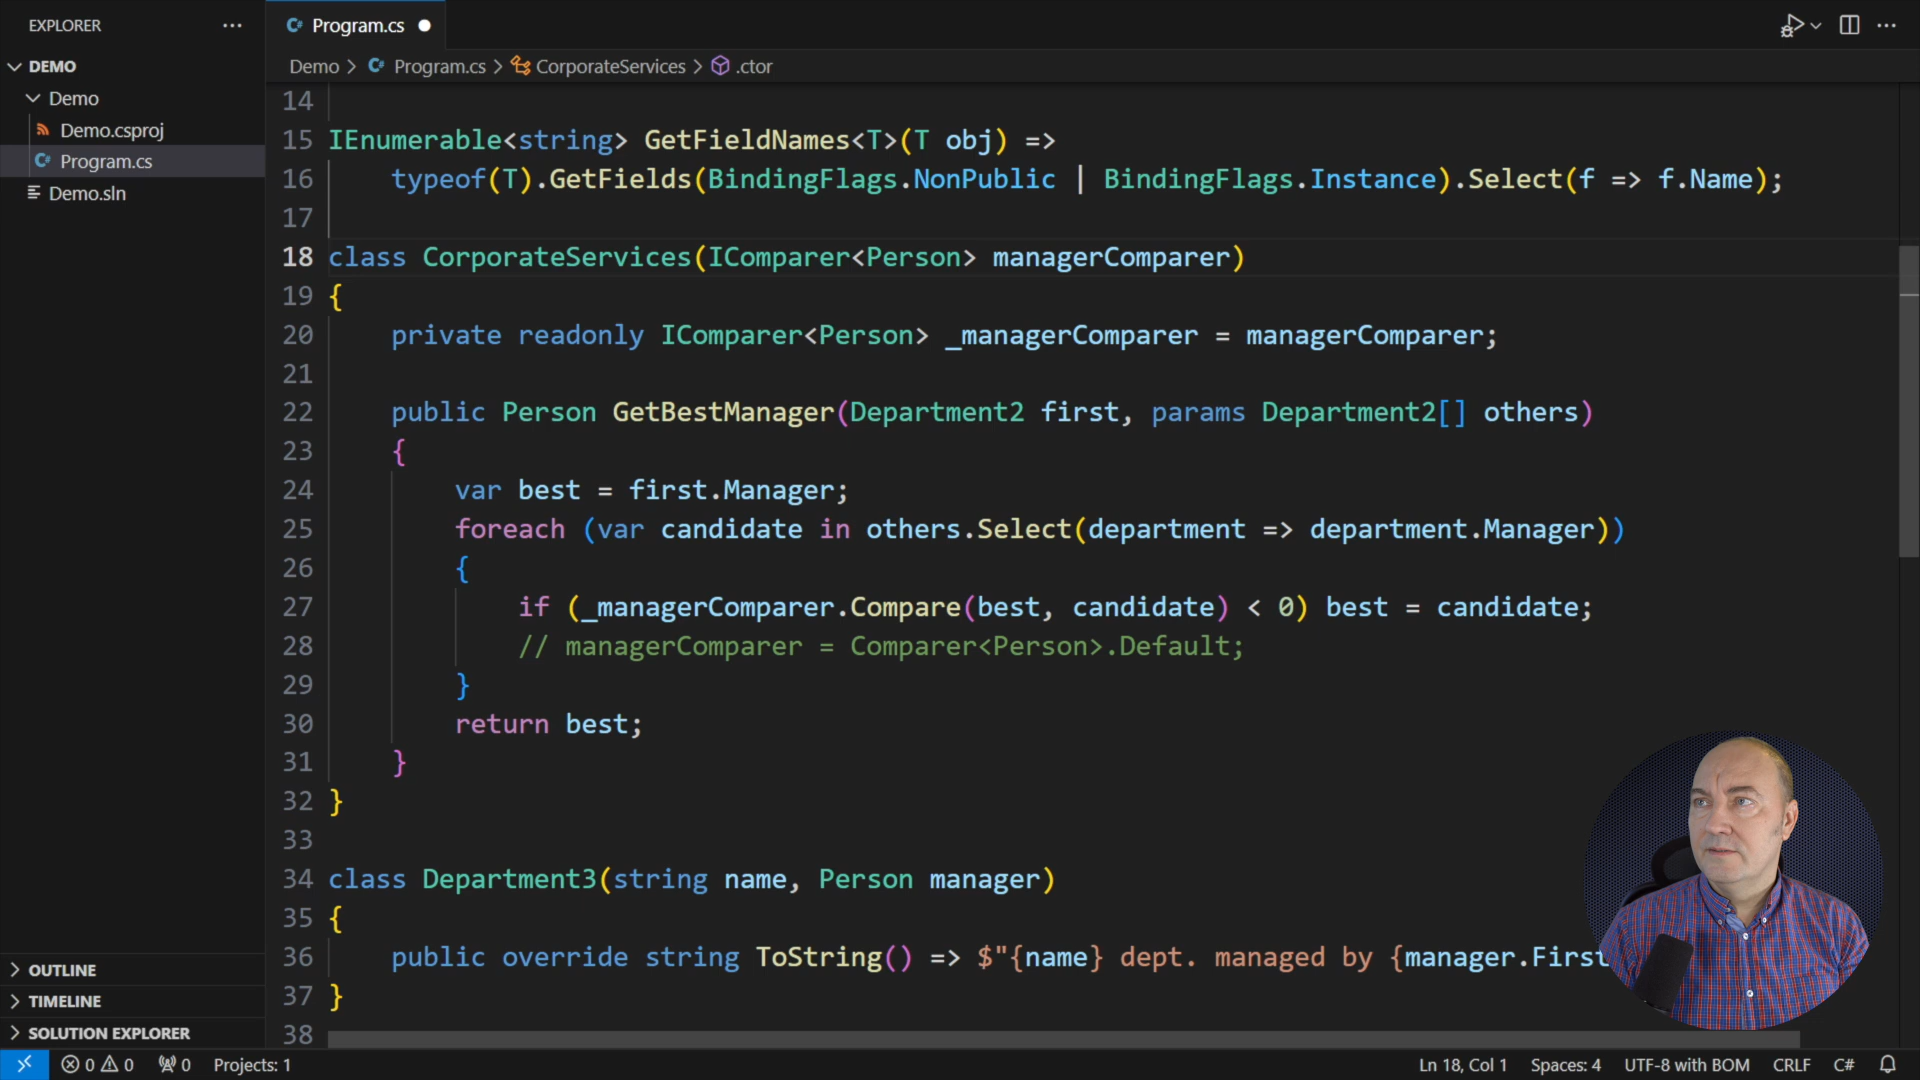 EXPLORER
Program.cs
DEMO
Demo > Program.cs > CorporateServices > .ctor
Demo
Demo.csproj
Program.cs
Demo.sln
14
15 IEnumerable<string> GetFieldNames<T>(T obj) =>
16 typeof(T).GetFields(BindingFlags.NonPublic | BindingFlags.Instance).Select(f => f.Name);
17
18 class CorporateServices(IComparer<Person> managerComparer)
19 {
20 private readonly IComparer<Person> _managerComparer = managerComparer;
21
22 public Person GetBestManager(Department2 first, params Department2[] others)
23 {
24 var best = first.Manager;
25 foreach (var candidate in others.Select(department => department.Manager))
26 {
27 if (_managerComparer.Compare(best, candidate) < 0) best = candidate;
28 // managerComparer = Comparer<Person>.Default;
29 }
30 return best;
31 }
32 }
33
34 class Department3(string name, Person manager)
35 {
36 public override string ToString() => $"{name} dept. managed by {manager.First
37 }
38
OUTLINE
TIMELINE
SOLUTION EXPLORER
0 0 0 Projects: 1
Ln 18, Col 1 Spaces: 4 UTF-8 with BOM CRLF C#